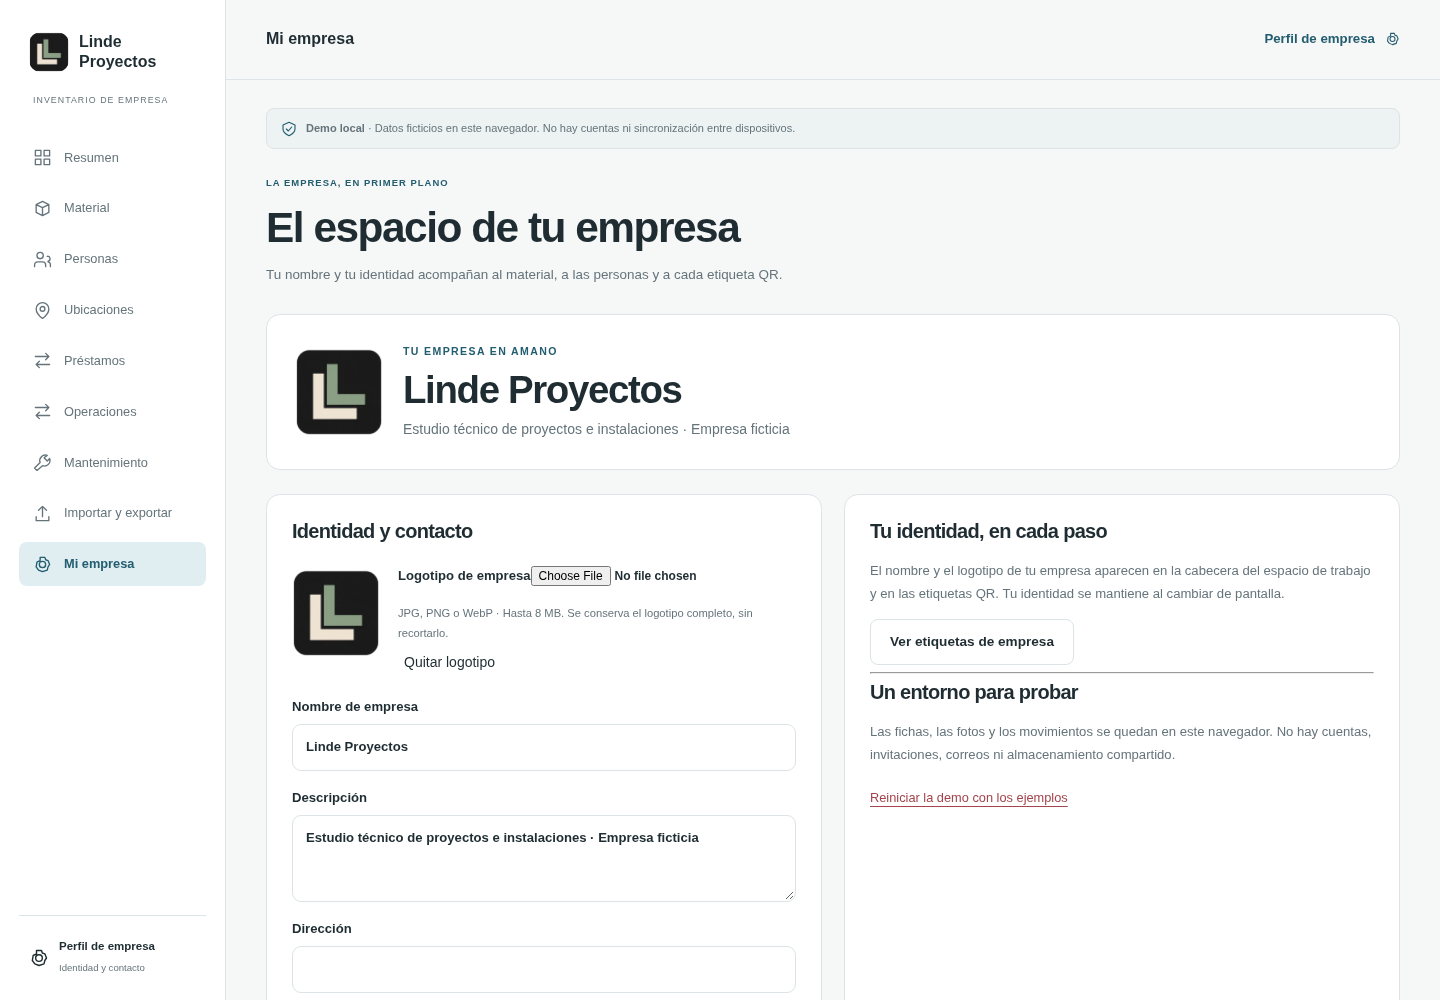 Linde
Proyectos
INVENTARIO DE EMPRESA
Resumen
Material
Personas
Ubicaciones
Préstamos
Operaciones
Mantenimiento
Importar y exportar
Mi empresa
Perfil de empresa
Identidad y contacto
Mi empresa
Perfil de empresa
Demo local · Datos ficticios en este navegador. No hay cuentas ni sincronización entre dispositivos.
LA EMPRESA, EN PRIMER PLANO
El espacio de tu empresa
Tu nombre y tu identidad acompañan al material, a las personas y a cada etiqueta QR.
TU EMPRESA EN AMANO
Linde Proyectos
Estudio técnico de proyectos e instalaciones · Empresa ficticia
Identidad y contacto
Logotipo de empresa Choose File No file chosen
JPG, PNG o WebP · Hasta 8 MB. Se conserva el logotipo completo, sin
recortarlo.
Quitar logotipo
Nombre de empresa
Linde Proyectos
Descripción
Estudio técnico de proyectos e instalaciones · Empresa ficticia
Dirección
Tu identidad, en cada paso
El nombre y el logotipo de tu empresa aparecen en la cabecera del espacio de trabajo
y en las etiquetas QR. Tu identidad se mantiene al cambiar de pantalla.
Ver etiquetas de empresa
Un entorno para probar
Las fichas, las fotos y los movimientos se quedan en este navegador. No hay cuentas,
invitaciones, correos ni almacenamiento compartido.
Reiniciar la demo con los ejemplos